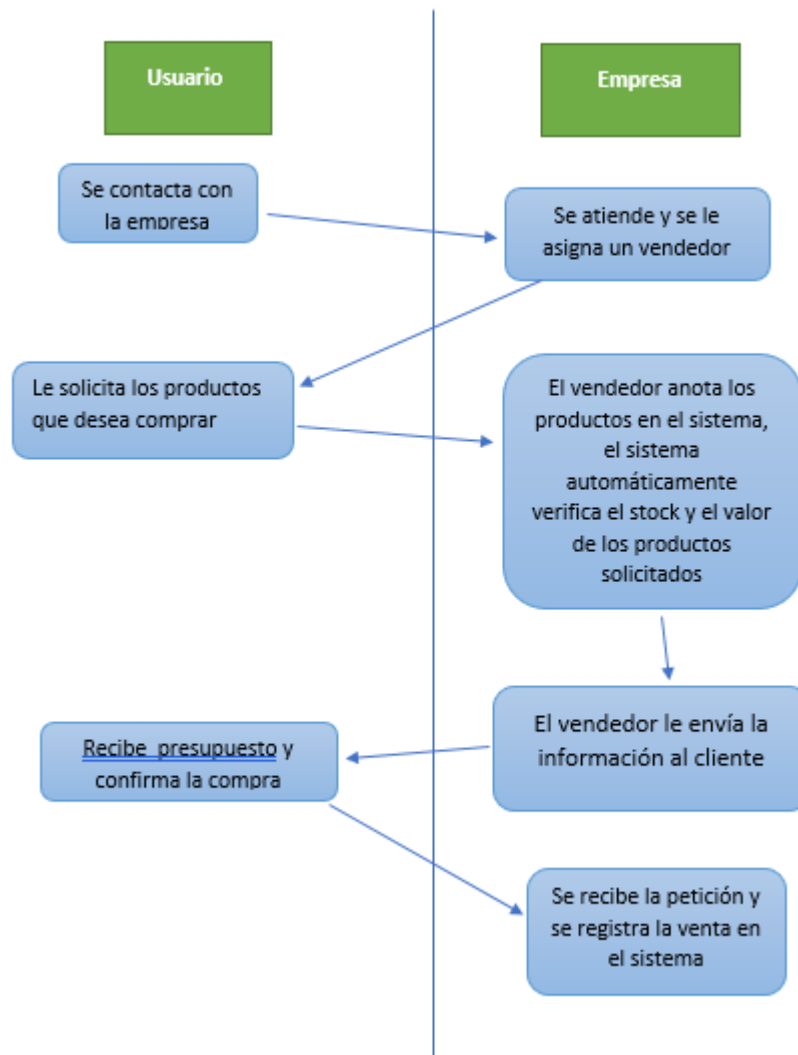 Usuario
Empresa
Se contacta con
la empresa
Se atiende y se le
asigna un vendedor
Le solicita los productos
que desea comprar
El vendedor anota los
productos en el sistema,
el sistema
automáticamente
verifica el stock y el valor
de los productos
solicitados
El vendedor le envía la
información al cliente
Recibe presupuesto y
confirma la compra
Se recibe la petición y
se registra la venta en
el sistema